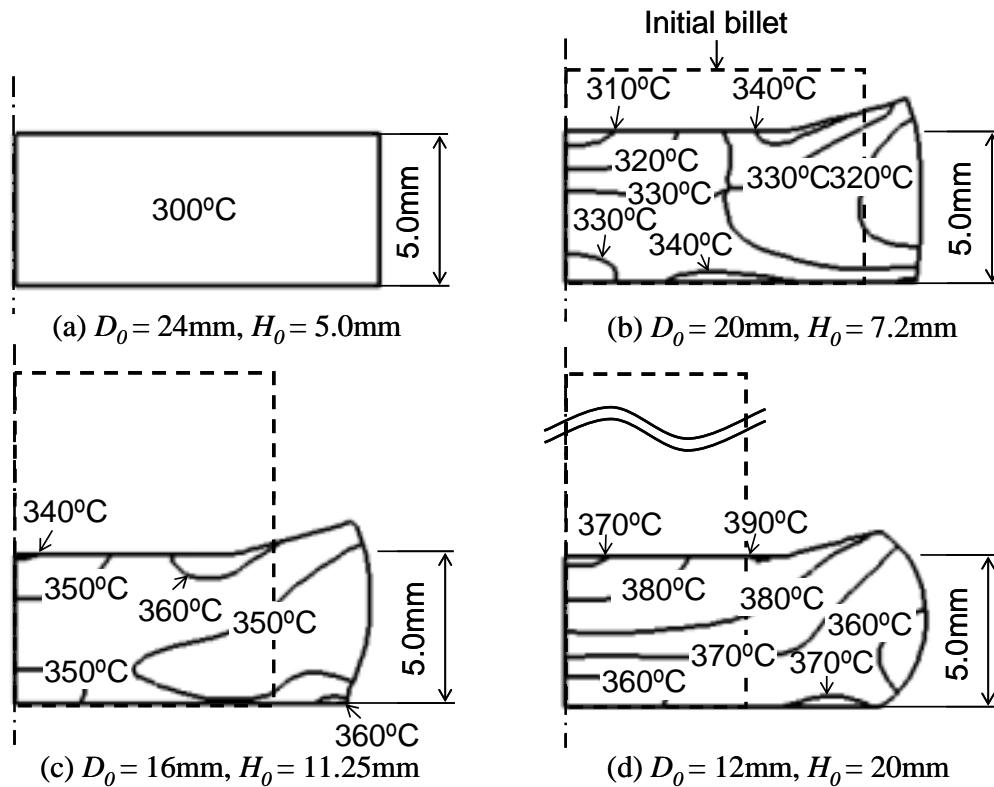 Initial billet
300ºC
5.0mm
(a) D₀ = 24mm, H₀ = 5.0mm
310ºC
340ºC
320ºC
330ºC
330ºC
320ºC
330ºC
340ºC
5.0mm
(b) D₀ = 20mm, H₀ = 7.2mm
340ºC
350ºC
360ºC
350ºC
350ºC
360ºC
5.0mm
(c) D₀ = 16mm, H₀ = 11.25mm
370ºC
390ºC
380ºC
380ºC
360ºC
370ºC
370ºC
360ºC
5.0mm
(d) D₀ = 12mm, H₀ = 20mm